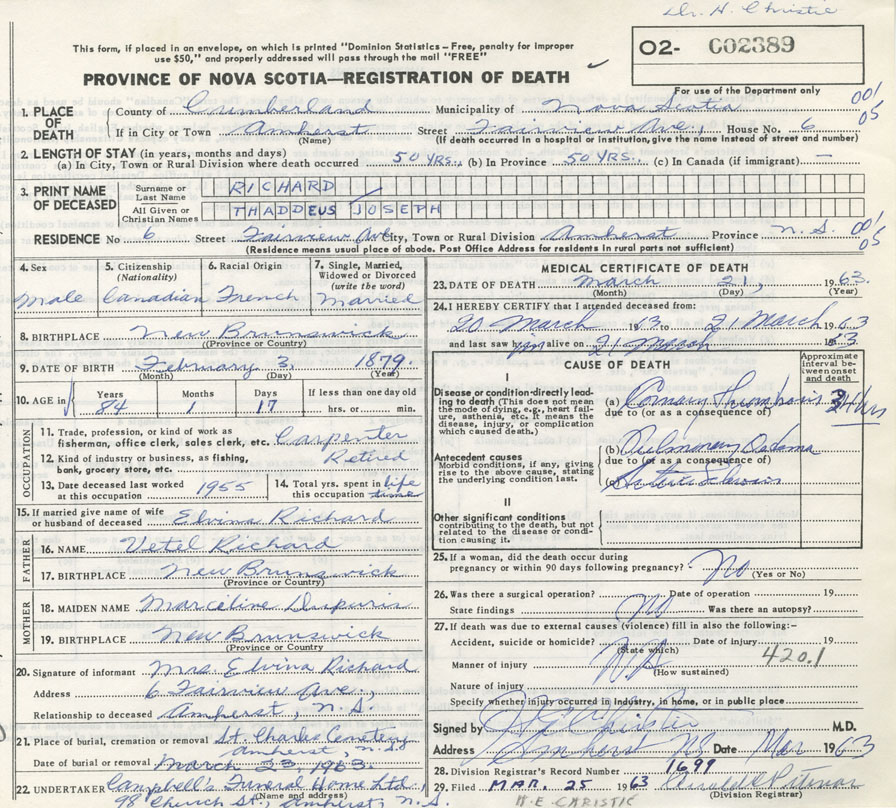 Dr. H. Christie
This form, if placed in an envelope, on which is printed "Dominion Statistics – Free, penalty for improper
use $50," and properly addressed will pass through the mail "FREE"
O2- C02389
PROVINCE OF NOVA SCOTIA—REGISTRATION OF DEATH
For use of the Department only
001/05
1. PLACE OF DEATH
County of Cumberland Municipality of Nova Scotia
If in City or Town Amherst Street Fairview Ave., House No. 6
(Name) (If death occurred in a hospital or institution, give the name instead of street and number)
2. LENGTH OF STAY (in years, months and days)
(a) In City, Town or Rural Division where death occurred 50 YRS., (b) In Province 50 YRS. (c) In Canada (if immigrant) —
3. PRINT NAME OF DECEASED
Surname or Last Name RICHARD
All Given or Christian Names THADDEUS JOSEPH
RESIDENCE No 6 Street Fairview Ave City, Town or Rural Division Amherst Province N.S.
001/05
(Residence means usual place of abode. Post Office Address for residents in rural parts not sufficient)
4. Sex
Male
5. Citizenship
(Nationality)
Canadian
6. Racial Origin
French
7. Single, Married,
Widowed or Divorced
(write the word)
Married
8. BIRTHPLACE New Brunswick
(Province or Country)
9. DATE OF BIRTH February 3, 1879.
(Month) (Day) (Year)
10. AGE in Years Months Days If less than one day old
84 1 17 hrs. or min.
OCCUPATION
11. Trade, profession, or kind of work as
fisherman, office clerk, sales clerk, etc. Carpenter
12. Kind of industry or business, as fishing, Retired
bank, grocery store, etc.
13. Date deceased last worked
at this occupation 1955
14. Total yrs. spent in life
this occupation time
15. If married give name of wife
or husband of deceased Elvina Richard
FATHER
16. NAME Vetel Richard
17. BIRTHPLACE New Brunswick
(Province or Country)
MOTHER
18. MAIDEN NAME Marceline Dupuris
19. BIRTHPLACE New Brunswick
(Province or Country)
20. Signature of informant Mrs. Elvina Richard
Address 6 Fairview Ave.,
Relationship to deceased Amherst, N.S.
21. Place of burial, cremation or removal St. Charles Cemetery
Amherst, N.S.
Date of burial or removal March 23, 1963.
22. UNDERTAKER Campbell's Funeral Home Ltd.
(Name and address)
98 Church St., Amherst, N.S.
MEDICAL CERTIFICATE OF DEATH
23. DATE OF DEATH March 21, 1963.
(Month) (Day) (Year)
24. I HEREBY CERTIFY that I attended deceased from:
20 March 1963 to 21 March 1963
and last saw him alive on 21 March 1963
CAUSE OF DEATH
Approximate interval between onset and death
I
Disease or condition directly leading to death (This does not mean
the mode of dying, e.g., heart failure, asthenia, etc. It means the
disease, injury, or complication
which caused death.)
(a) Coronary Thrombosis
due to (or as a consequence of)
24 hrs
Antecedent causes
Morbid conditions, if any, giving
rise to the above cause, stating
the underlying condition last.
(b) Pulmonary Oedema
due to (or as a consequence of)
(c)
II
Other significant conditions
contributing to the death, but not
related to the disease or condition causing it.
25. If a woman, did the death occur during
pregnancy or within 90 days following pregnancy? No
(Yes or No)
26. Was there a surgical operation? Date of operation 19
State findings No Was there an autopsy?
27. If death was due to external causes (violence) fill in also the following:–
Accident, suicide or homicide? Date of injury 19
(State which)
Manner of injury 420.1
(How sustained)
Nature of injury
Specify whether injury occurred in industry, in home, or in public place
Signed by M.D.
Address Amherst NS Date Mar 1963
28. Division Registrar's Record Number 1699
29. Filed MAR. 25 1963
(Division Registrar)
H.E. CHRISTIE